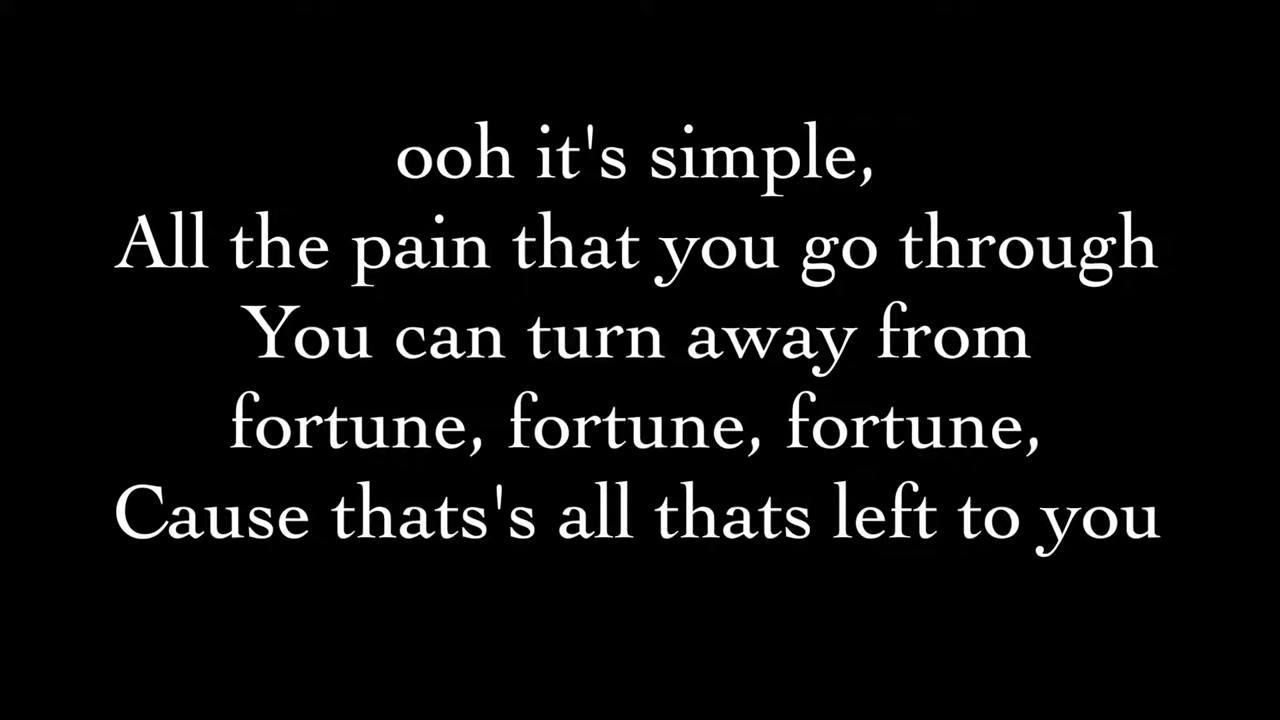 ooh it's simple,
All the pain that you go through
You can turn away from
fortune, fortune, fortune,
Cause thats's all thats left to you